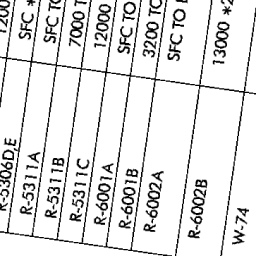 1200
R-5306D,E SFC *
R-5311A SFC TO
R-5311B 7000 T
R-5311C 12000
R-6001A SFC TO
R-6001B 3200 TO
R-6002A SFC TO
R-6002B 13000 *2
W-74